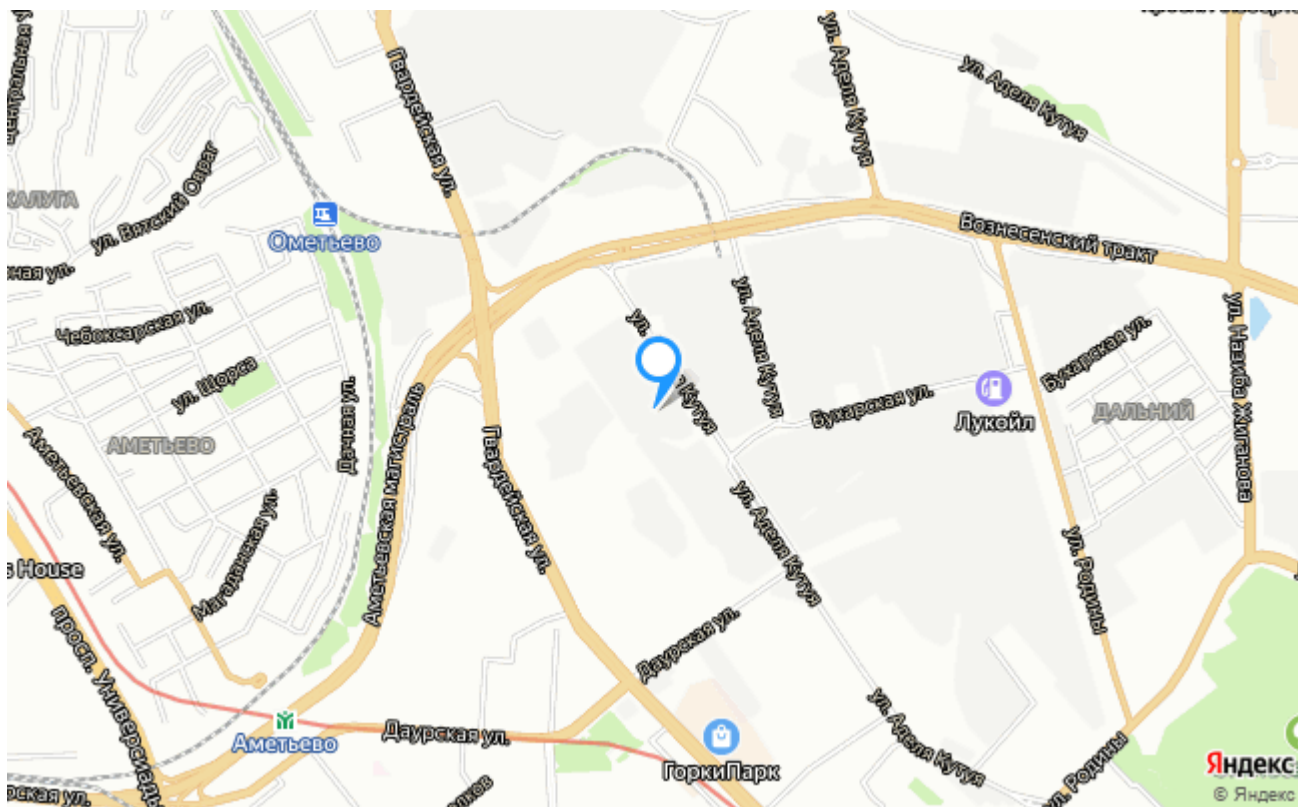 ул. Аделя Кутуя
ул. Аделя Кутуя
Гвардейская ул.
ул. Вятский Овраг
Ометьево
Вознесенский тракт
Чебоксарская ул.
ул. Аделя Кутуя
ул. Назиба Жиганова
Бухарская ул.
ул. Щорса
Дачная ул.
Бухарская ул.
Лукойл
ДАЛЬНИЙ
АМЕТЬЕВО
Аметьевская ул.
Аметьевская магистраль
Гвардейская ул.
ул. Аделя Кутуя
Магаданская ул.
ул. Родины
House
Даурская ул.
просп. Универсиады
Аметьево
Даурская ул.
ГоркиПарк
ул. Аделя Кутуя
ул. Родины
Яндекс
© Яндекс